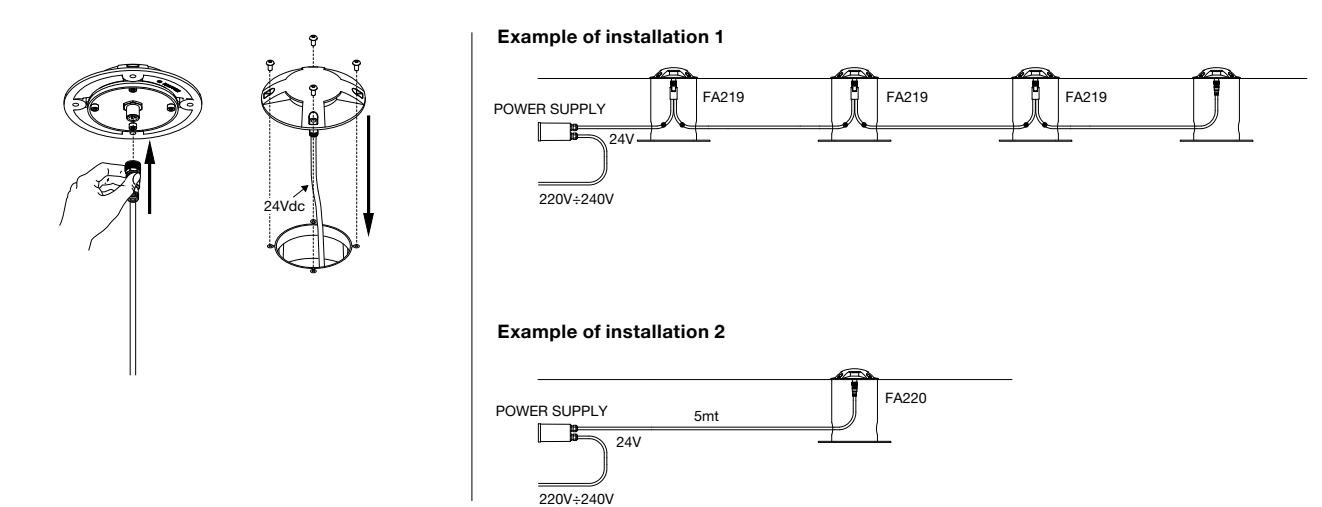 24Vdc
Example of installation 1
FA219
FA219
FA219
POWER SUPPLY
24V
220V÷240V
Example of installation 2
FA220
POWER SUPPLY
5mt
24V
220V÷240V